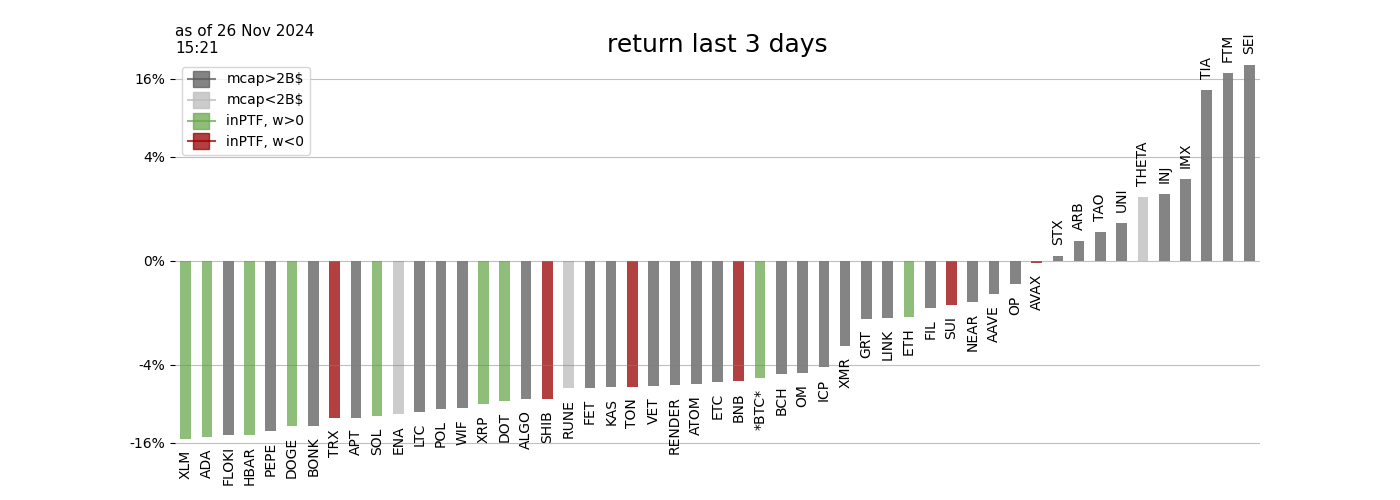 as of 26 Nov 2024
15:21
return last 3 days
mcap>2B$
mcap<2B$
inPTF, w>0
inPTF, w<0
16%
4%
0%
-4%
-16%
XLM
ADA
FLOKI
HBAR
PEPE
DOGE
BONK
TRX
APT
SOL
ENA
LTC
POL
WIF
XRP
DOT
ALGO
SHIB
RUNE
FET
KAS
TON
VET
RENDER
ATOM
ETC
BNB
*BTC*
BCH
OM
ICP
XMR
GRT
LINK
ETH
FIL
SUI
NEAR
AAVE
OP
AVAX
STX
ARB
TAO
UNI
THETA
INJ
IMX
TIA
FTM
SEI